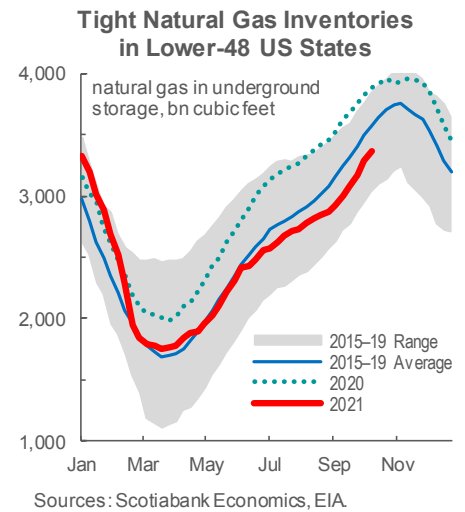 Tight Natural Gas Inventories
in Lower-48 US States
natural gas in underground
storage, bn cubic feet
4,000
3,000
2,000
1,000
2015–19 Range
2015–19 Average
2020
2021
Jan Mar May Jul Sep Nov
Sources: Scotiabank Economics, EIA.